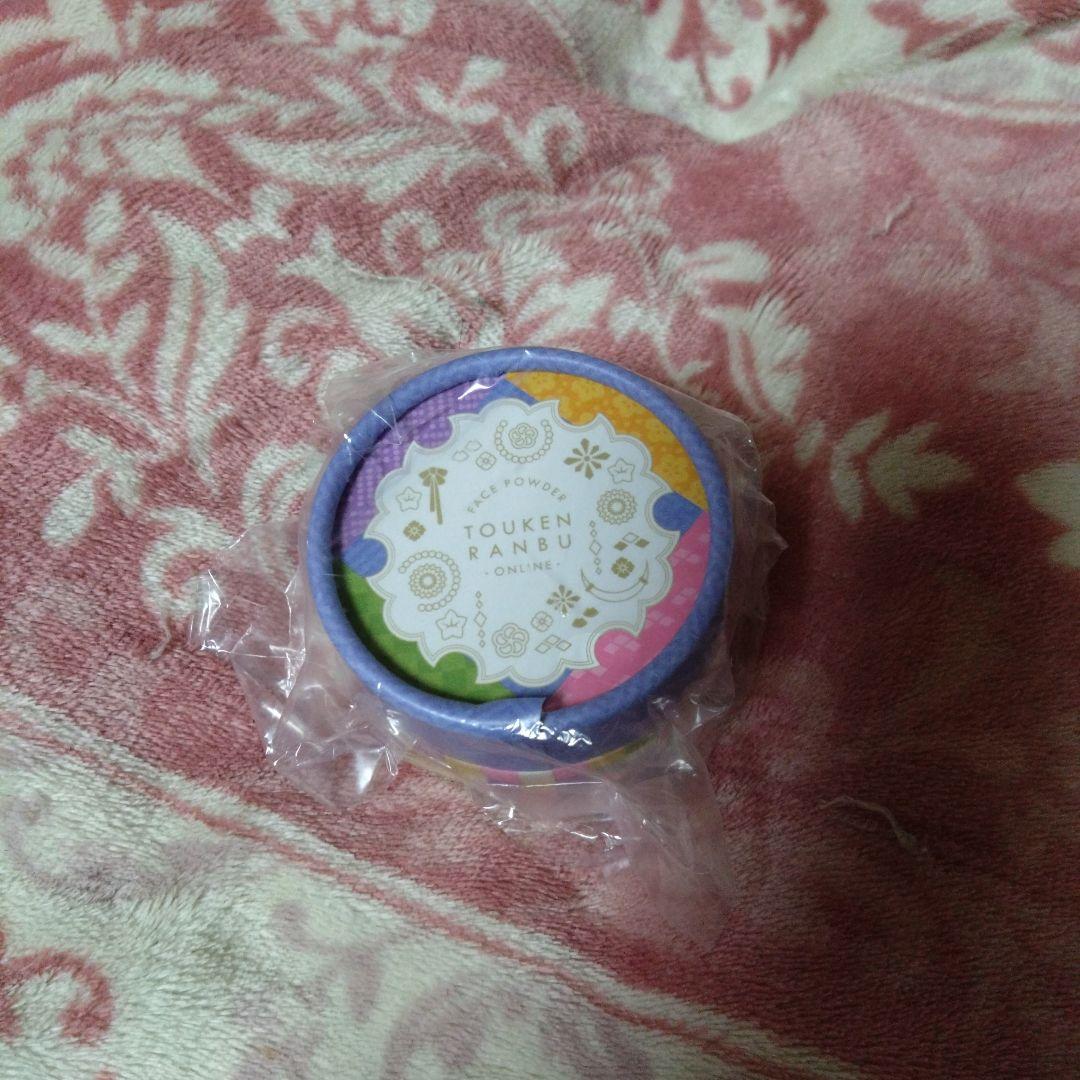 FACE POWDER
TOUKEN
RANBU
- ONLINE -